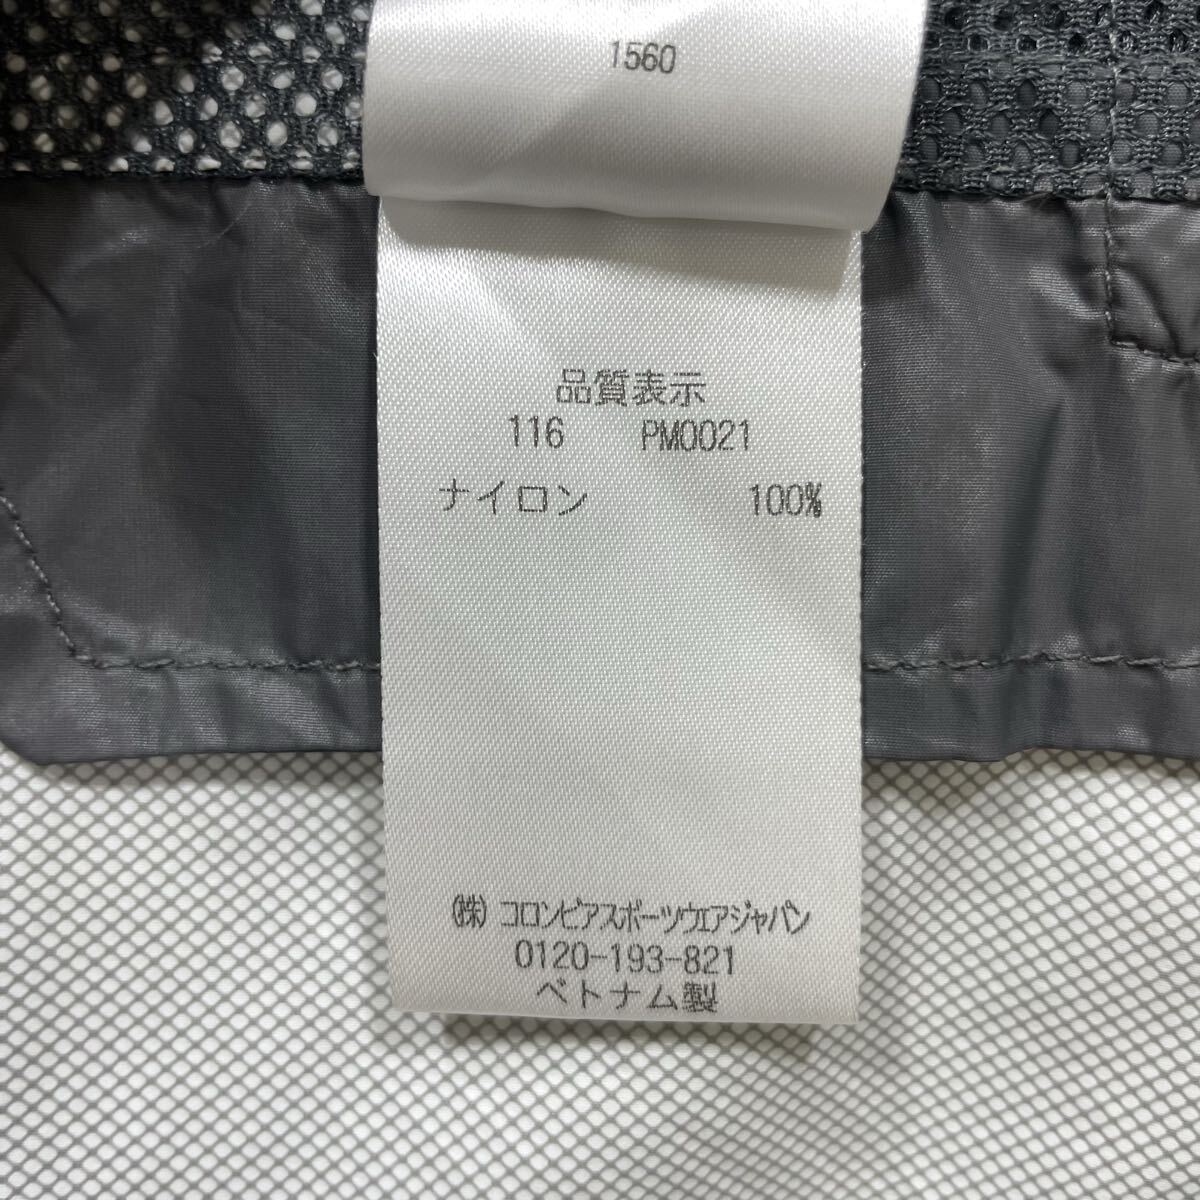 1560
品質表示
116 PM0021
ナイロン 100%
(株)コロンビアスポーツウェアジャパン
0120-193-821
ベトナム製